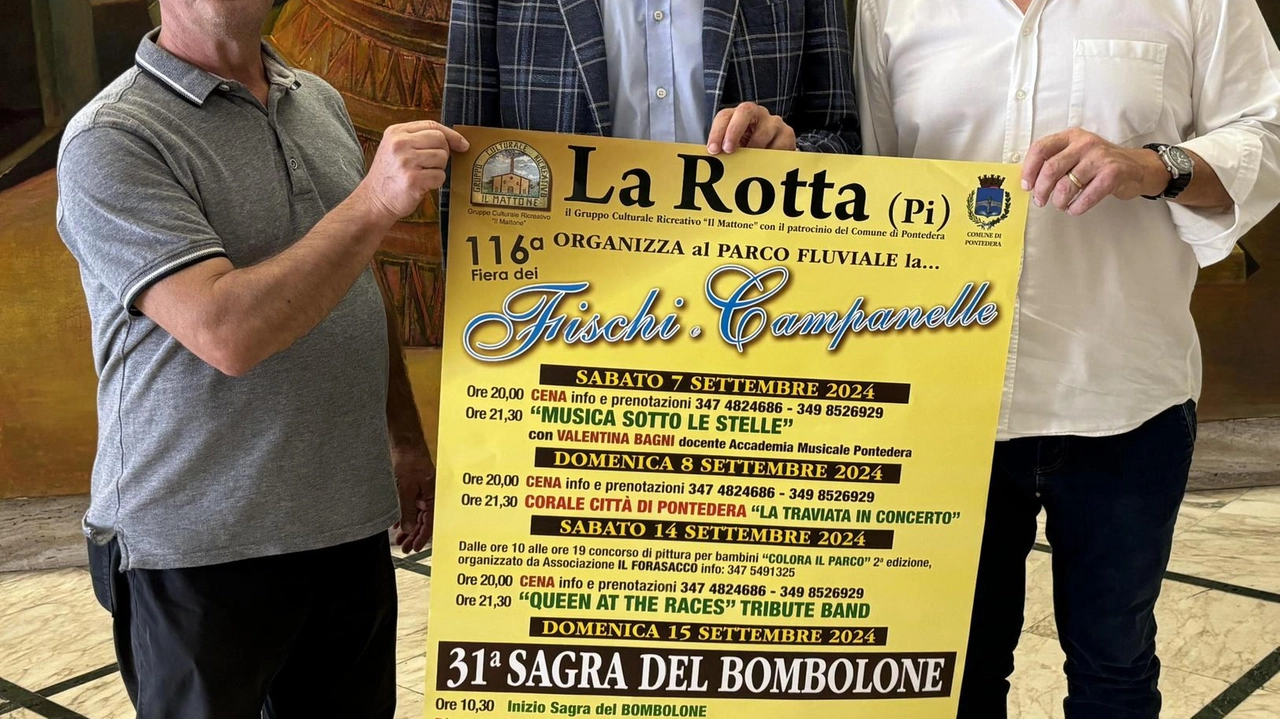 GRUPPO CULTURALE RICREATIVO
IL MATTONE
Gruppo Culturale Ricreativo
"Il Mattone"
La Rotta (Pi)
il Gruppo Culturale Ricreativo "Il Mattone" con il patrocinio del Comune di Pontedera
COMUNE DI
PONTEDERA
116ª ORGANIZZA al PARCO FLUVIALE la...
Fiera dei
Fischi e Campanelle
SABATO 7 SETTEMBRE 2024
Ore 20,00 CENA info e prenotazioni 347 4824686 - 349 8526929
Ore 21,30 "MUSICA SOTTO LE STELLE"
con VALENTINA BAGNI docente Accademia Musicale Pontedera
DOMENICA 8 SETTEMBRE 2024
Ore 20,00 CENA info e prenotazioni 347 4824686 - 349 8526929
Ore 21,30 CORALE CITTÀ DI PONTEDERA "LA TRAVIATA IN CONCERTO"
SABATO 14 SETTEMBRE 2024
Dalle ore 10 alle ore 19 concorso di pittura per bambini "COLORA IL PARCO" 2ª edizione,
organizzato da Associazione IL FORASACCO info: 347 5491325
Ore 20,00 CENA info e prenotazioni 347 4824686 - 349 8526929
Ore 21,30 "QUEEN AT THE RACES" TRIBUTE BAND
DOMENICA 15 SETTEMBRE 2024
31ª SAGRA DEL BOMBOLONE
Ore 10,30 Inizio Sagra del BOMBOLONE